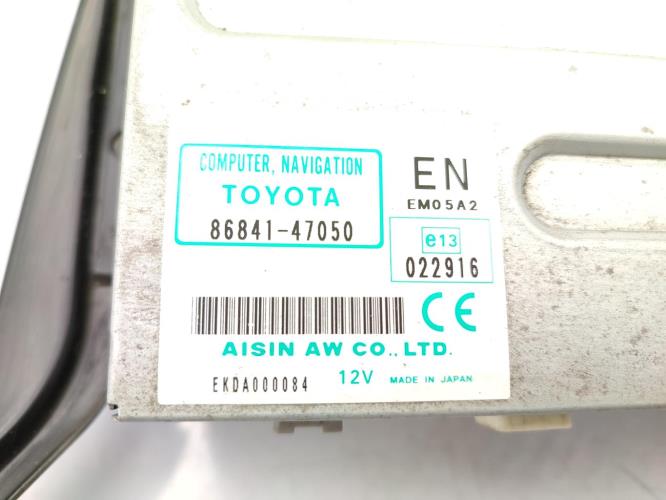 COMPUTER, NAVIGATION
TOYOTA
86841-47050
EN
EM05A2
e13
022916
CE
AISIN AW CO., LTD.
EKDA000084 12V MADE IN JAPAN